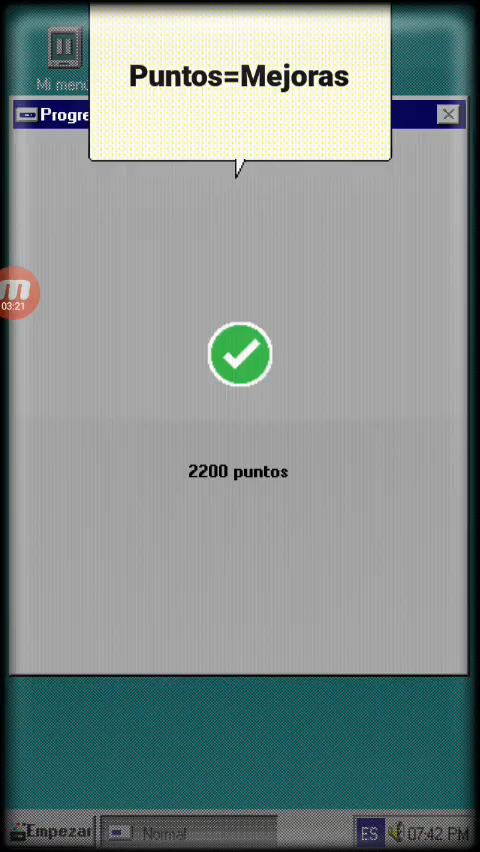 Puntos=Mejoras
Mi menú
Progre
03:21
2200 puntos
Empezar
Normal
ES
07:42 PM